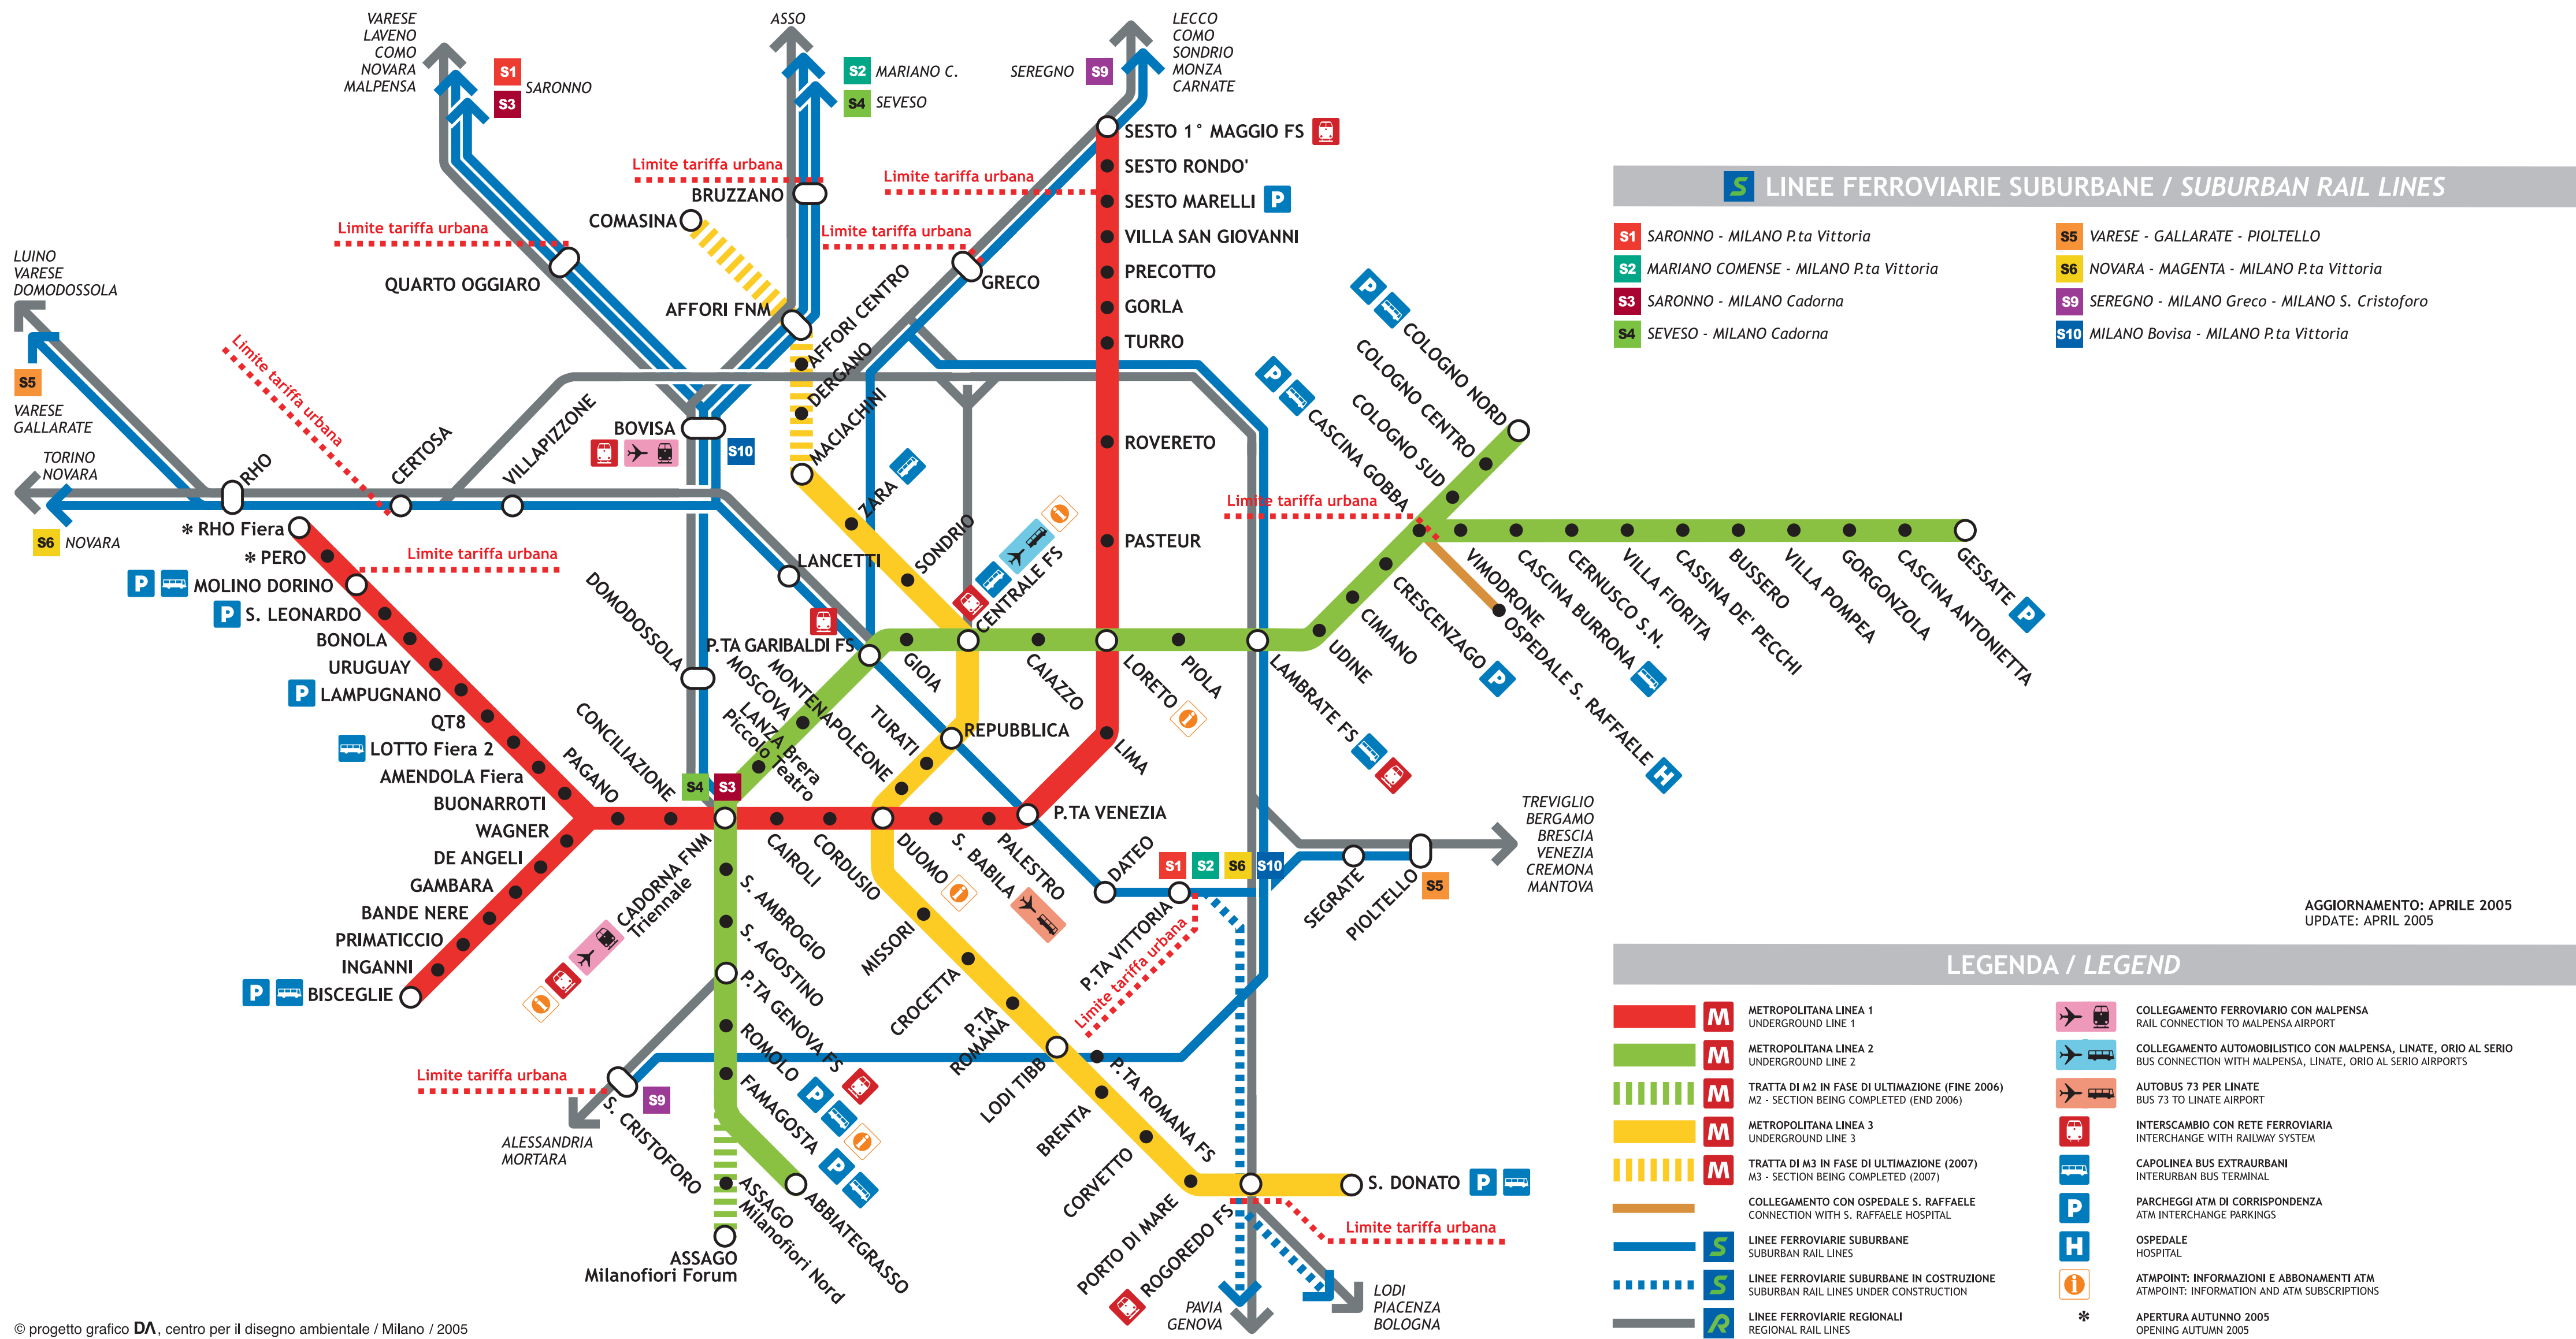 VARESE
LAVENO
COMO
NOVARA
MALPENSA
S1
S3
SARONNO
ASSO
S2 MARIANO C.
S4 SEVESO
SEREGNO S9
LECCO
COMO
SONDRIO
MONZA
CARNATE
SESTO 1° MAGGIO FS
SESTO RONDO'
SESTO MARELLI P
VILLA SAN GIOVANNI
PRECOTTO
GORLA
TURRO
ROVERETO
PASTEUR
Limite tariffa urbana
BRUZZANO
COMASINA
Limite tariffa urbana
Limite tariffa urbana
Limite tariffa urbana
QUARTO OGGIARO
GRECO
AFFORI FNM
AFFORI CENTRO
DERGANO
MACIACHINI
LUINO
VARESE
DOMODOSSOLA
S5
VARESE
GALLARATE
TORINO
NOVARA
S6 NOVARA
Limite tariffa urbana
RHO
CERTOSA
VILLAPIZZONE
BOVISA
S10
ZARA
SONDRIO
CENTRALE FS
LANCETTI
P.TA GARIBALDI FS
DOMODOSSOLA
* RHO Fiera
* PERO
Limite tariffa urbana
P MOLINO DORINO
P S. LEONARDO
BONOLA
URUGUAY
P LAMPUGNANO
QT8
LOTTO Fiera 2
AMENDOLA Fiera
BUONARROTI
WAGNER
DE ANGELI
GAMBARA
BANDE NERE
PRIMATICCIO
INGANNI
P BISCEGLIE
PAGANO
CONCILIAZIONE
S4 S3
CADORNA FNM
Triennale
CAIROLI
CORDUSIO
DUOMO
S. BABILA
PALESTRO
P.TA VENEZIA
LIMA
MOSCOVA
LANZA Brera
Piccolo Teatro
MONTENAPOLEONE
TURATI
REPUBBLICA
GIOIA
CAIAZZO
LORETO
PIOLA
LAMBRATE FS
UDINE
CIMIANO
CRESCENZAGO P
Limite tariffa urbana
P CASCINA GOBBA
COLOGNO SUD
COLOGNO CENTRO
P COLOGNO NORD
VIMODRONE
CASCINA BURRONA
CERNUSCO S.N.
VILLA FIORITA
CASSINA DE' PECCHI
BUSSERO
VILLA POMPEA
GORGONZOLA
CASCINA ANTONIETTA
GESSATE P
OSPEDALE S. RAFFAELE H
TREVIGLIO
BERGAMO
BRESCIA
VENEZIA
CREMONA
MANTOVA
DATEO
S1 S2 S6 S10
P.TA VITTORIA
Limite tariffa urbana
SEGRATE
PIOLTELLO
S5
S. AMBROGIO
S. AGOSTINO
P.TA GENOVA FS
ROMOLO P
FAMAGOSTA P
ABBIATEGRASSO
ASSAGO
Milanofiori Nord
ASSAGO
Milanofiori Forum
Limite tariffa urbana
S. CRISTOFORO
S9
ALESSANDRIA
MORTARA
MISSORI
CROCETTA
P.TA
ROMANA
LODI TIBB
P.TA ROMANA FS
BRENTA
CORVETTO
PORTO DI MARE
ROGOREDO FS
S. DONATO P
Limite tariffa urbana
PAVIA
GENOVA
LODI
PIACENZA
BOLOGNA
S LINEE FERROVIARIE SUBURBANE / SUBURBAN RAIL LINES
S1 SARONNO - MILANO P.ta Vittoria
S2 MARIANO COMENSE - MILANO P.ta Vittoria
S3 SARONNO - MILANO Cadorna
S4 SEVESO - MILANO Cadorna
S5 VARESE - GALLARATE - PIOLTELLO
S6 NOVARA - MAGENTA - MILANO P.ta Vittoria
S9 SEREGNO - MILANO Greco - MILANO S. Cristoforo
S10 MILANO Bovisa - MILANO P.ta Vittoria
AGGIORNAMENTO: APRILE 2005
UPDATE: APRIL 2005
LEGENDA / LEGEND
M METROPOLITANA LINEA 1
UNDERGROUND LINE 1
M METROPOLITANA LINEA 2
UNDERGROUND LINE 2
M TRATTA DI M2 IN FASE DI ULTIMAZIONE (FINE 2006)
M2 - SECTION BEING COMPLETED (END 2006)
M METROPOLITANA LINEA 3
UNDERGROUND LINE 3
M TRATTA DI M3 IN FASE DI ULTIMAZIONE (2007)
M3 - SECTION BEING COMPLETED (2007)
COLLEGAMENTO CON OSPEDALE S. RAFFAELE
CONNECTION WITH S. RAFFAELE HOSPITAL
S LINEE FERROVIARIE SUBURBANE
SUBURBAN RAIL LINES
S LINEE FERROVIARIE SUBURBANE IN COSTRUZIONE
SUBURBAN RAIL LINES UNDER CONSTRUCTION
R LINEE FERROVIARIE REGIONALI
REGIONAL RAIL LINES
COLLEGAMENTO FERROVIARIO CON MALPENSA
RAIL CONNECTION TO MALPENSA AIRPORT
COLLEGAMENTO AUTOMOBILISTICO CON MALPENSA, LINATE, ORIO AL SERIO
BUS CONNECTION WITH MALPENSA, LINATE, ORIO AL SERIO AIRPORTS
AUTOBUS 73 PER LINATE
BUS 73 TO LINATE AIRPORT
INTERSCAMBIO CON RETE FERROVIARIA
INTERCHANGE WITH RAILWAY SYSTEM
CAPOLINEA BUS EXTRAURBANI
INTERURBAN BUS TERMINAL
P PARCHEGGI ATM DI CORRISPONDENZA
ATM INTERCHANGE PARKINGS
H OSPEDALE
HOSPITAL
i ATMPOINT: INFORMAZIONI E ABBONAMENTI ATM
ATMPOINT: INFORMATION AND ATM SUBSCRIPTIONS
* APERTURA AUTUNNO 2005
OPENING AUTUMN 2005
© progetto grafico DA, centro per il disegno ambientale / Milano / 2005